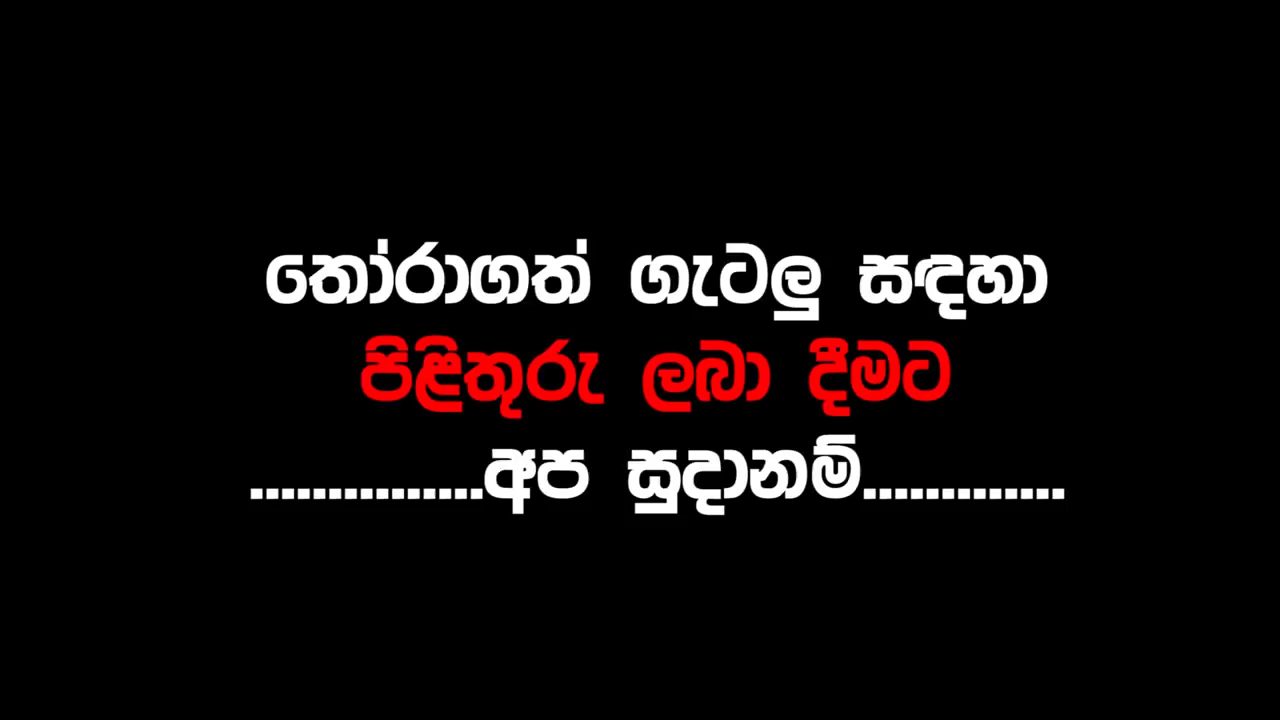 තෝරාගත් ගැටලු සඳහා
පිළිතුරු ලබා දීමට
...............අප සුදානම්.............